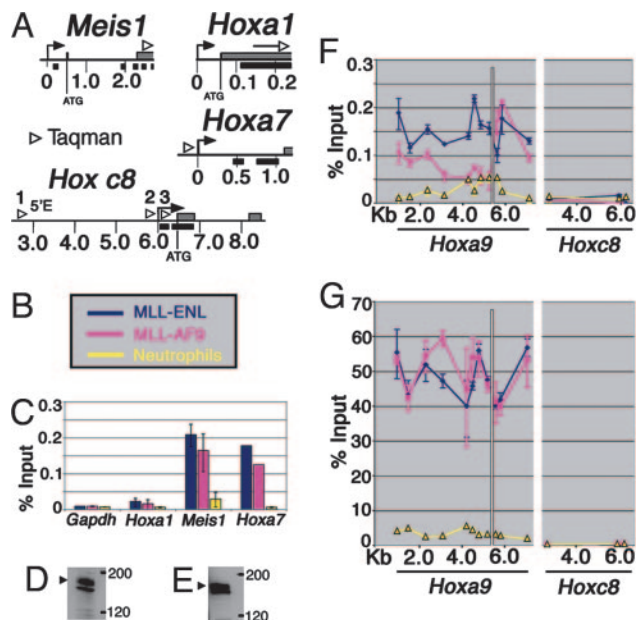 A
Meis1
0 1.0 2.0
ATG
Hoxa1
0 0.1 0.2
ATG
▷ Taqman
Hoxa7
0 0.5 1.0
Hox c8
1 5'E 2 3
3.0 4.0 5.0 6.0 7.0 8.0
ATG
B
MLL-ENL
MLL-AF9
Neutrophils
C
% Input
0.2
0.1
0
Gapdh Hoxa1 Meis1 Hoxa7
D
200
120
E
200
120
F
% Input
0.3
0.2
0.1
0
Kb 2.0 4.0 6.0 4.0 6.0
Hoxa9 Hoxc8
G
% Input
70
60
50
40
30
20
10
0
Kb 2.0 4.0 6.0 4.0 6.0
Hoxa9 Hoxc8